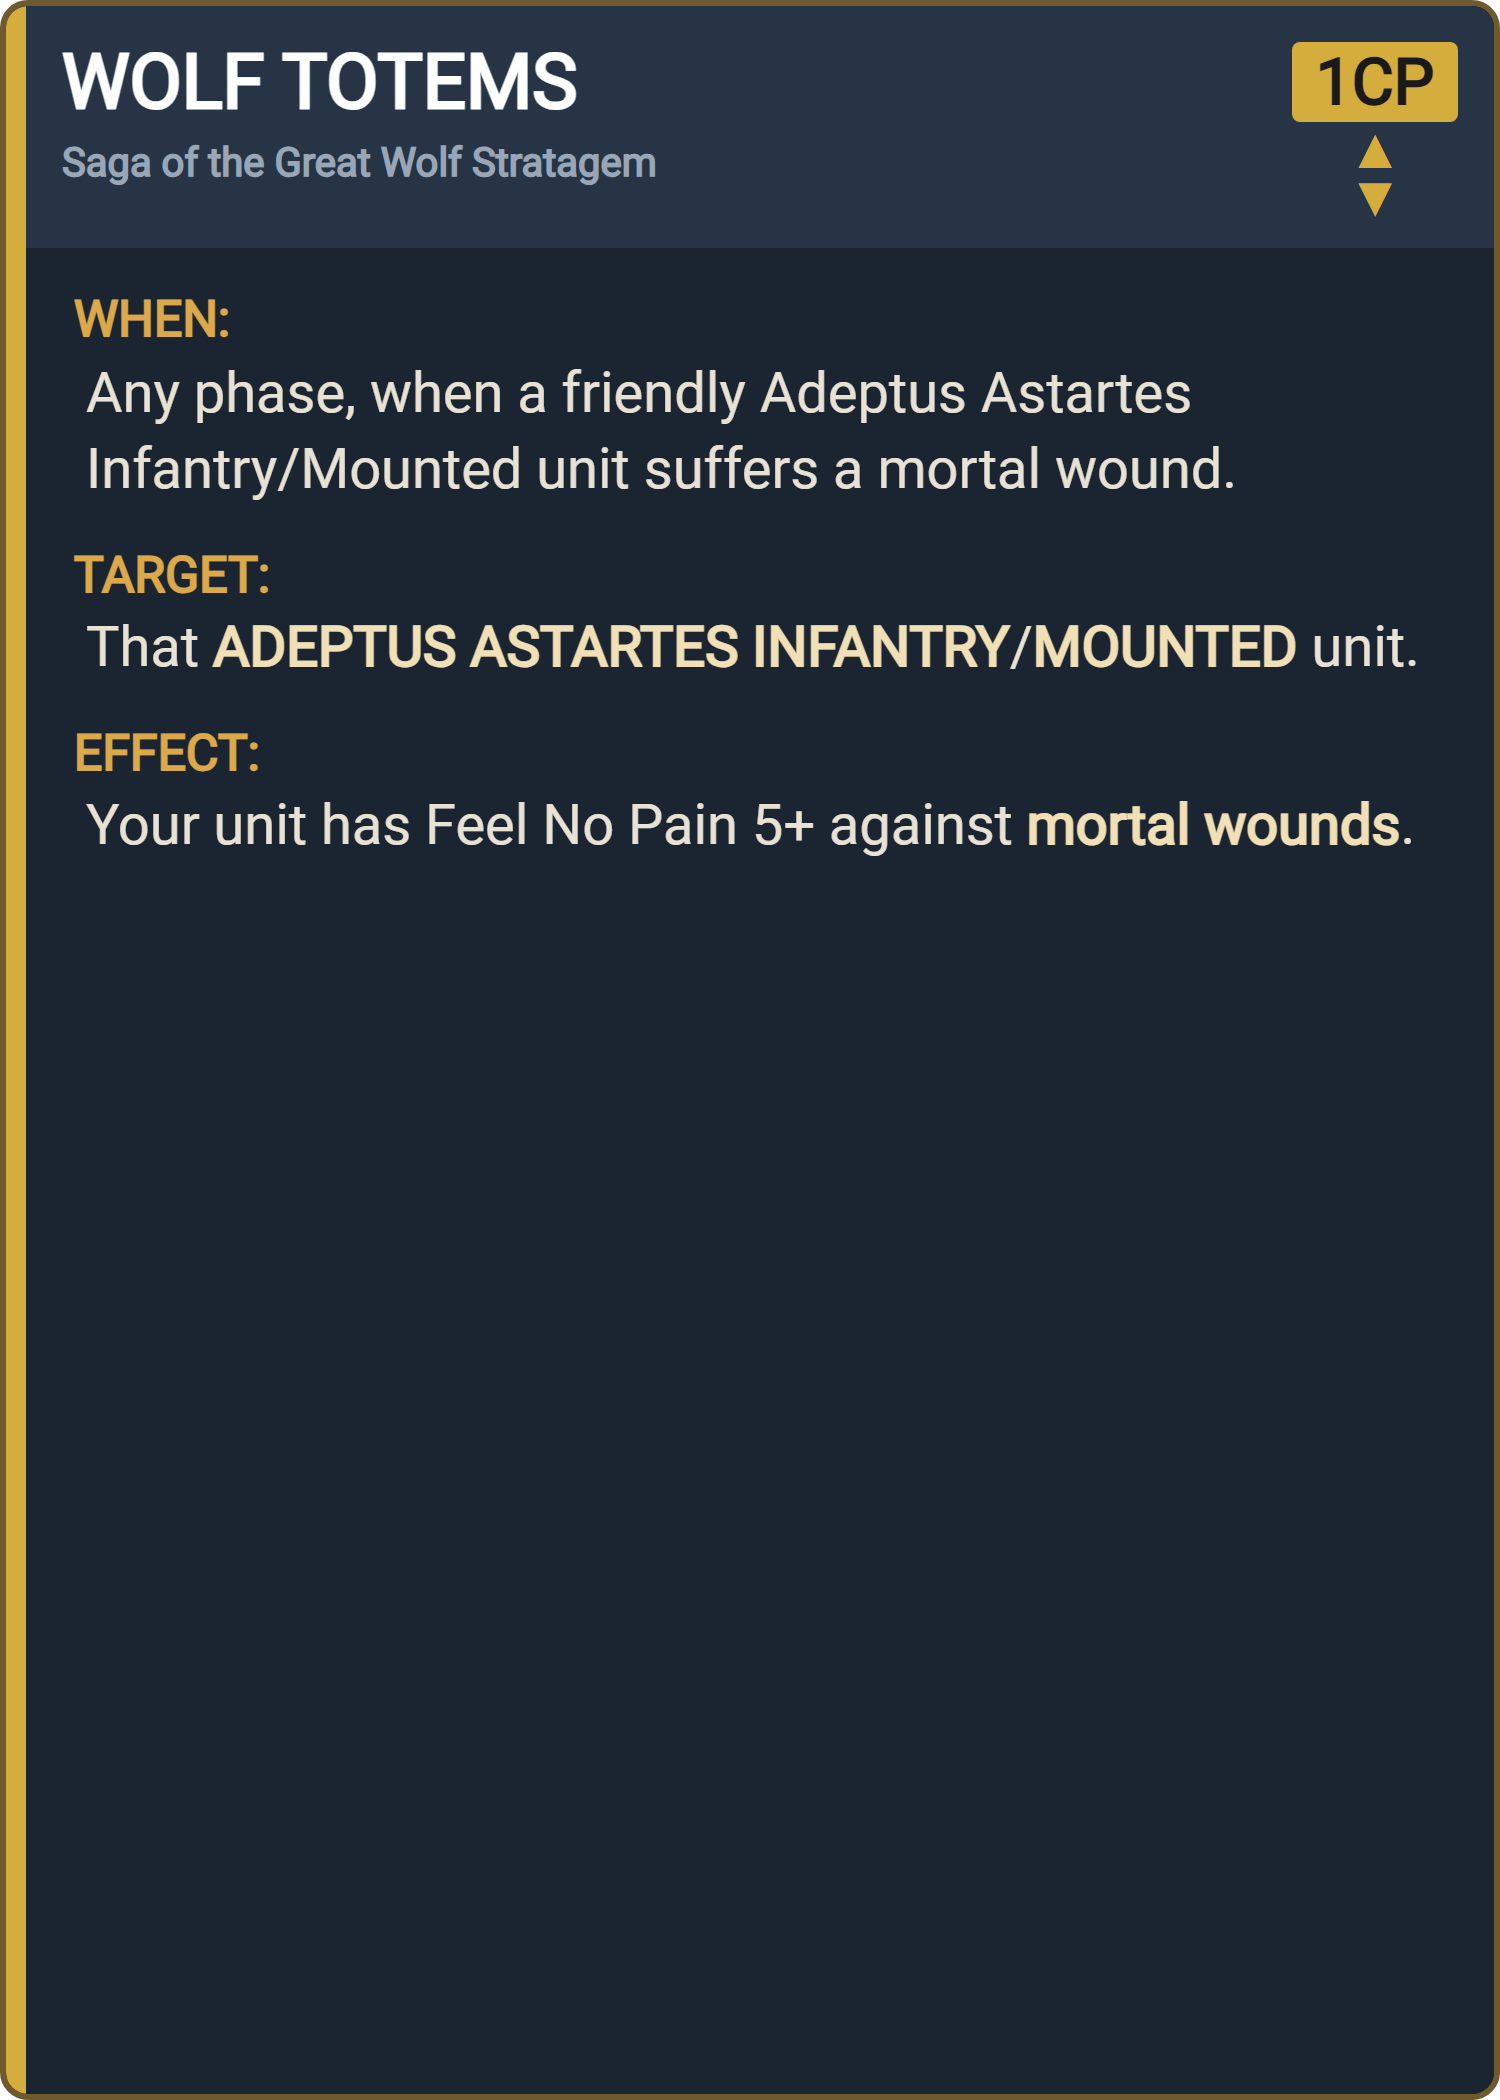 WOLF TOTEMS
1CP
Saga of the Great Wolf Stratagem
▲
▼
WHEN:
Any phase, when a friendly Adeptus Astartes
Infantry/Mounted unit suffers a mortal wound.
TARGET:
That ADEPTUS ASTARTES INFANTRY/MOUNTED unit.
EFFECT:
Your unit has Feel No Pain 5+ against mortal wounds.